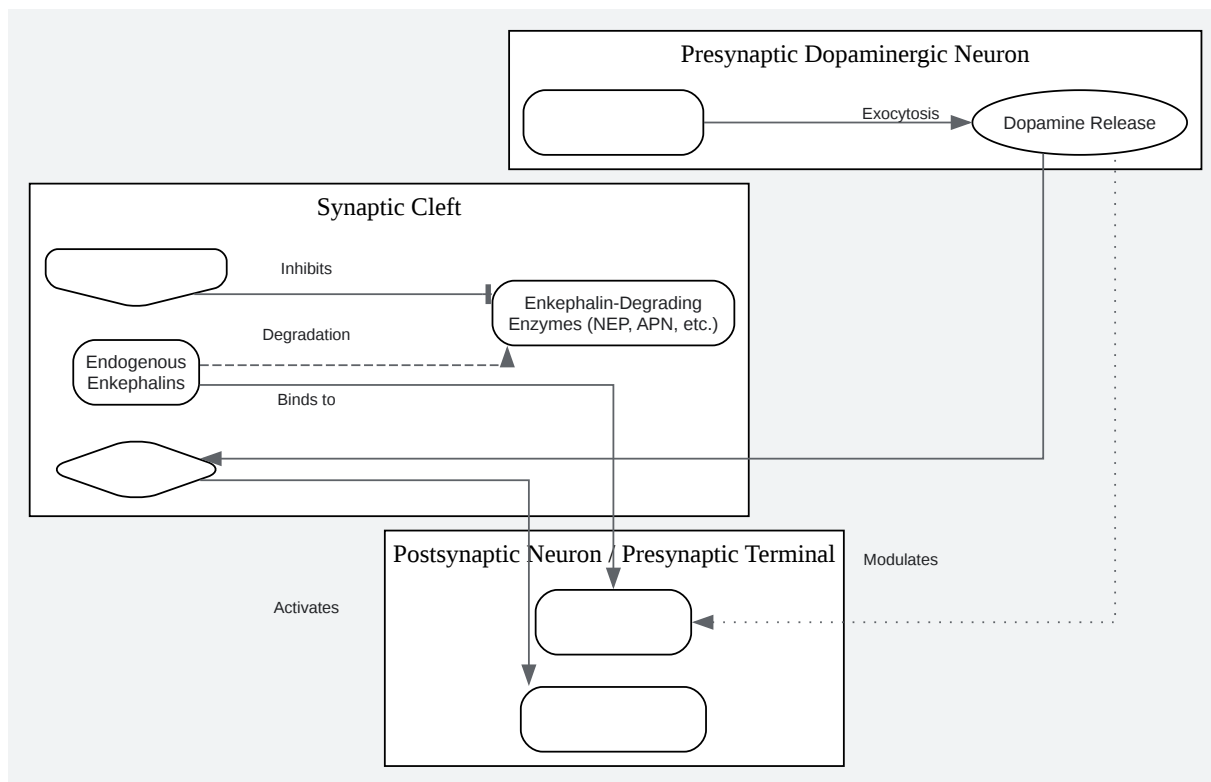 Presynaptic Dopaminergic Neuron
Exocytosis
Dopamine Release
Synaptic Cleft
Inhibits
Enkephalin-Degrading
Enzymes (NEP, APN, etc.)
Degradation
Endogenous
Enkephalins
Binds to
Postsynaptic Neuron / Presynaptic Terminal
Modulates
Activates